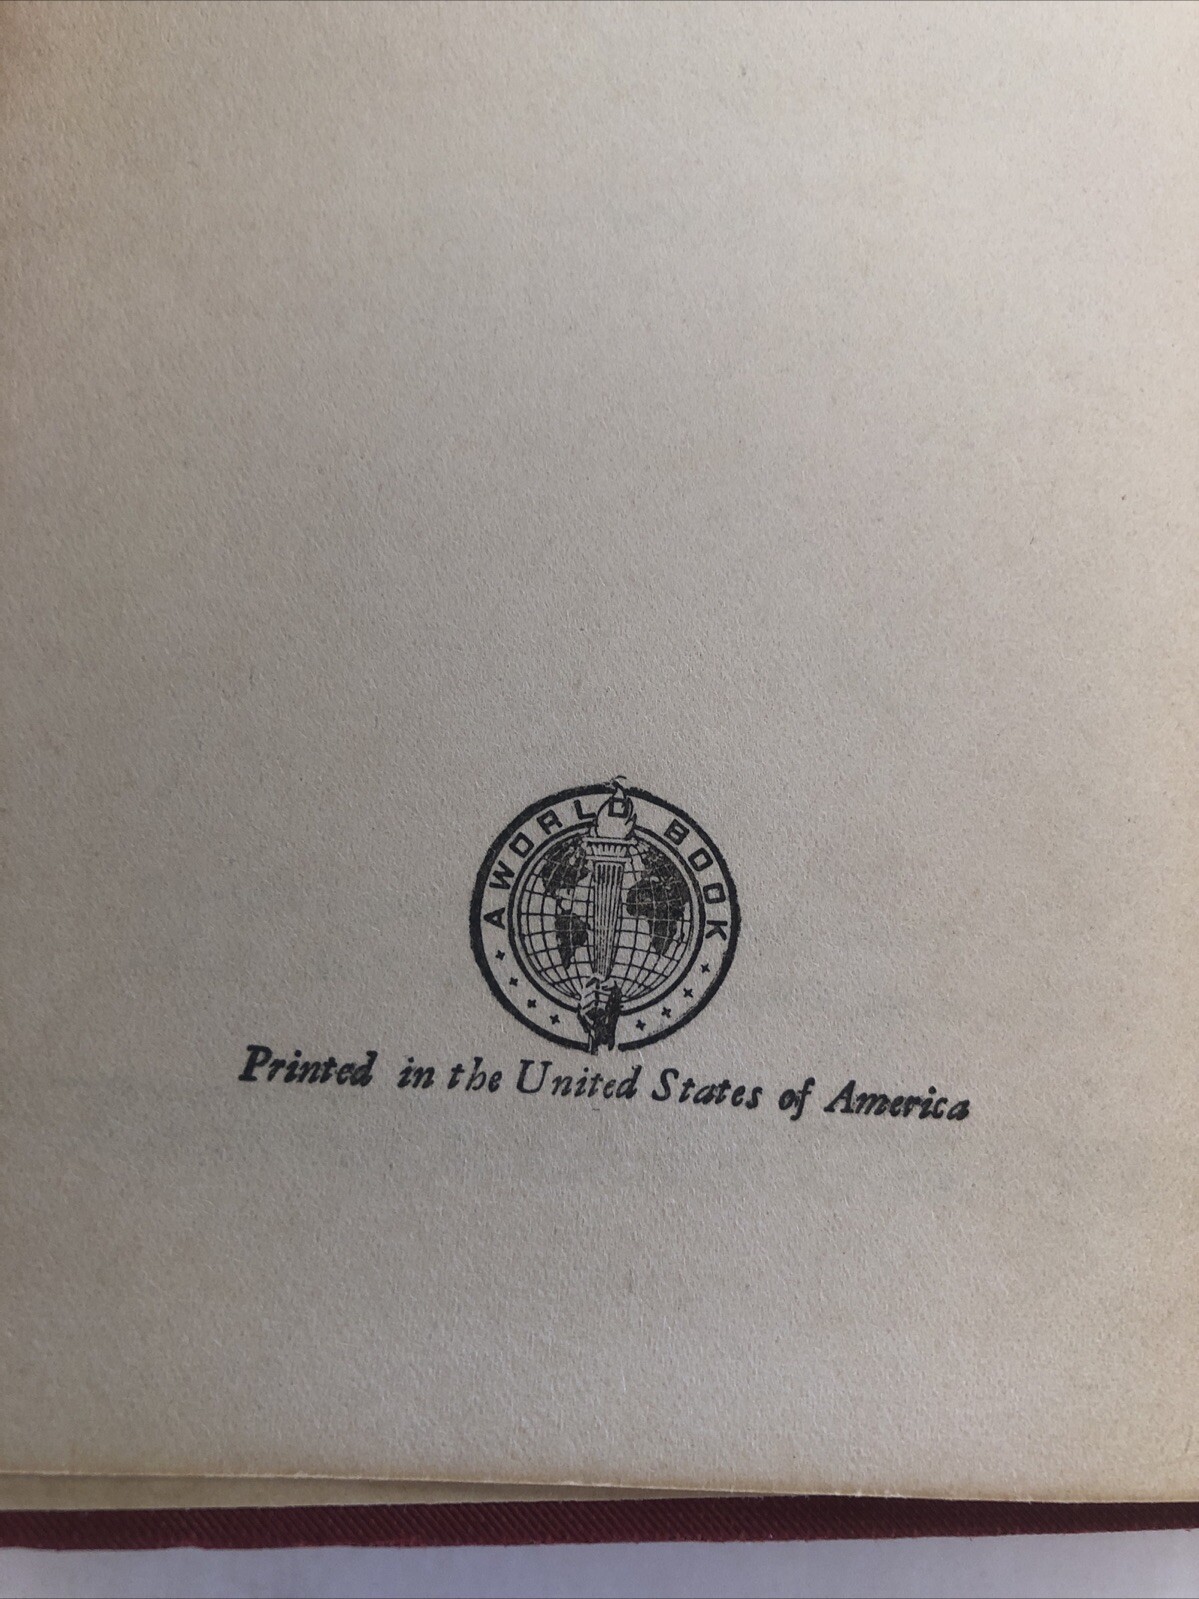 A WORLD BOOK
Printed in the United States of America